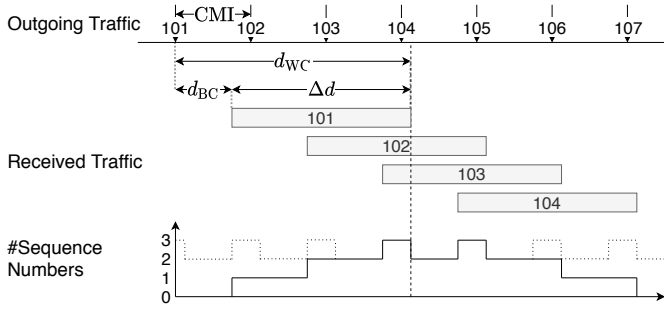 CMI
Outgoing Traffic 101 102 103 104 105 106 107
d_WC
d_BC Δd
101
102
Received Traffic 103
104
#Sequence Numbers
3
2
1
0